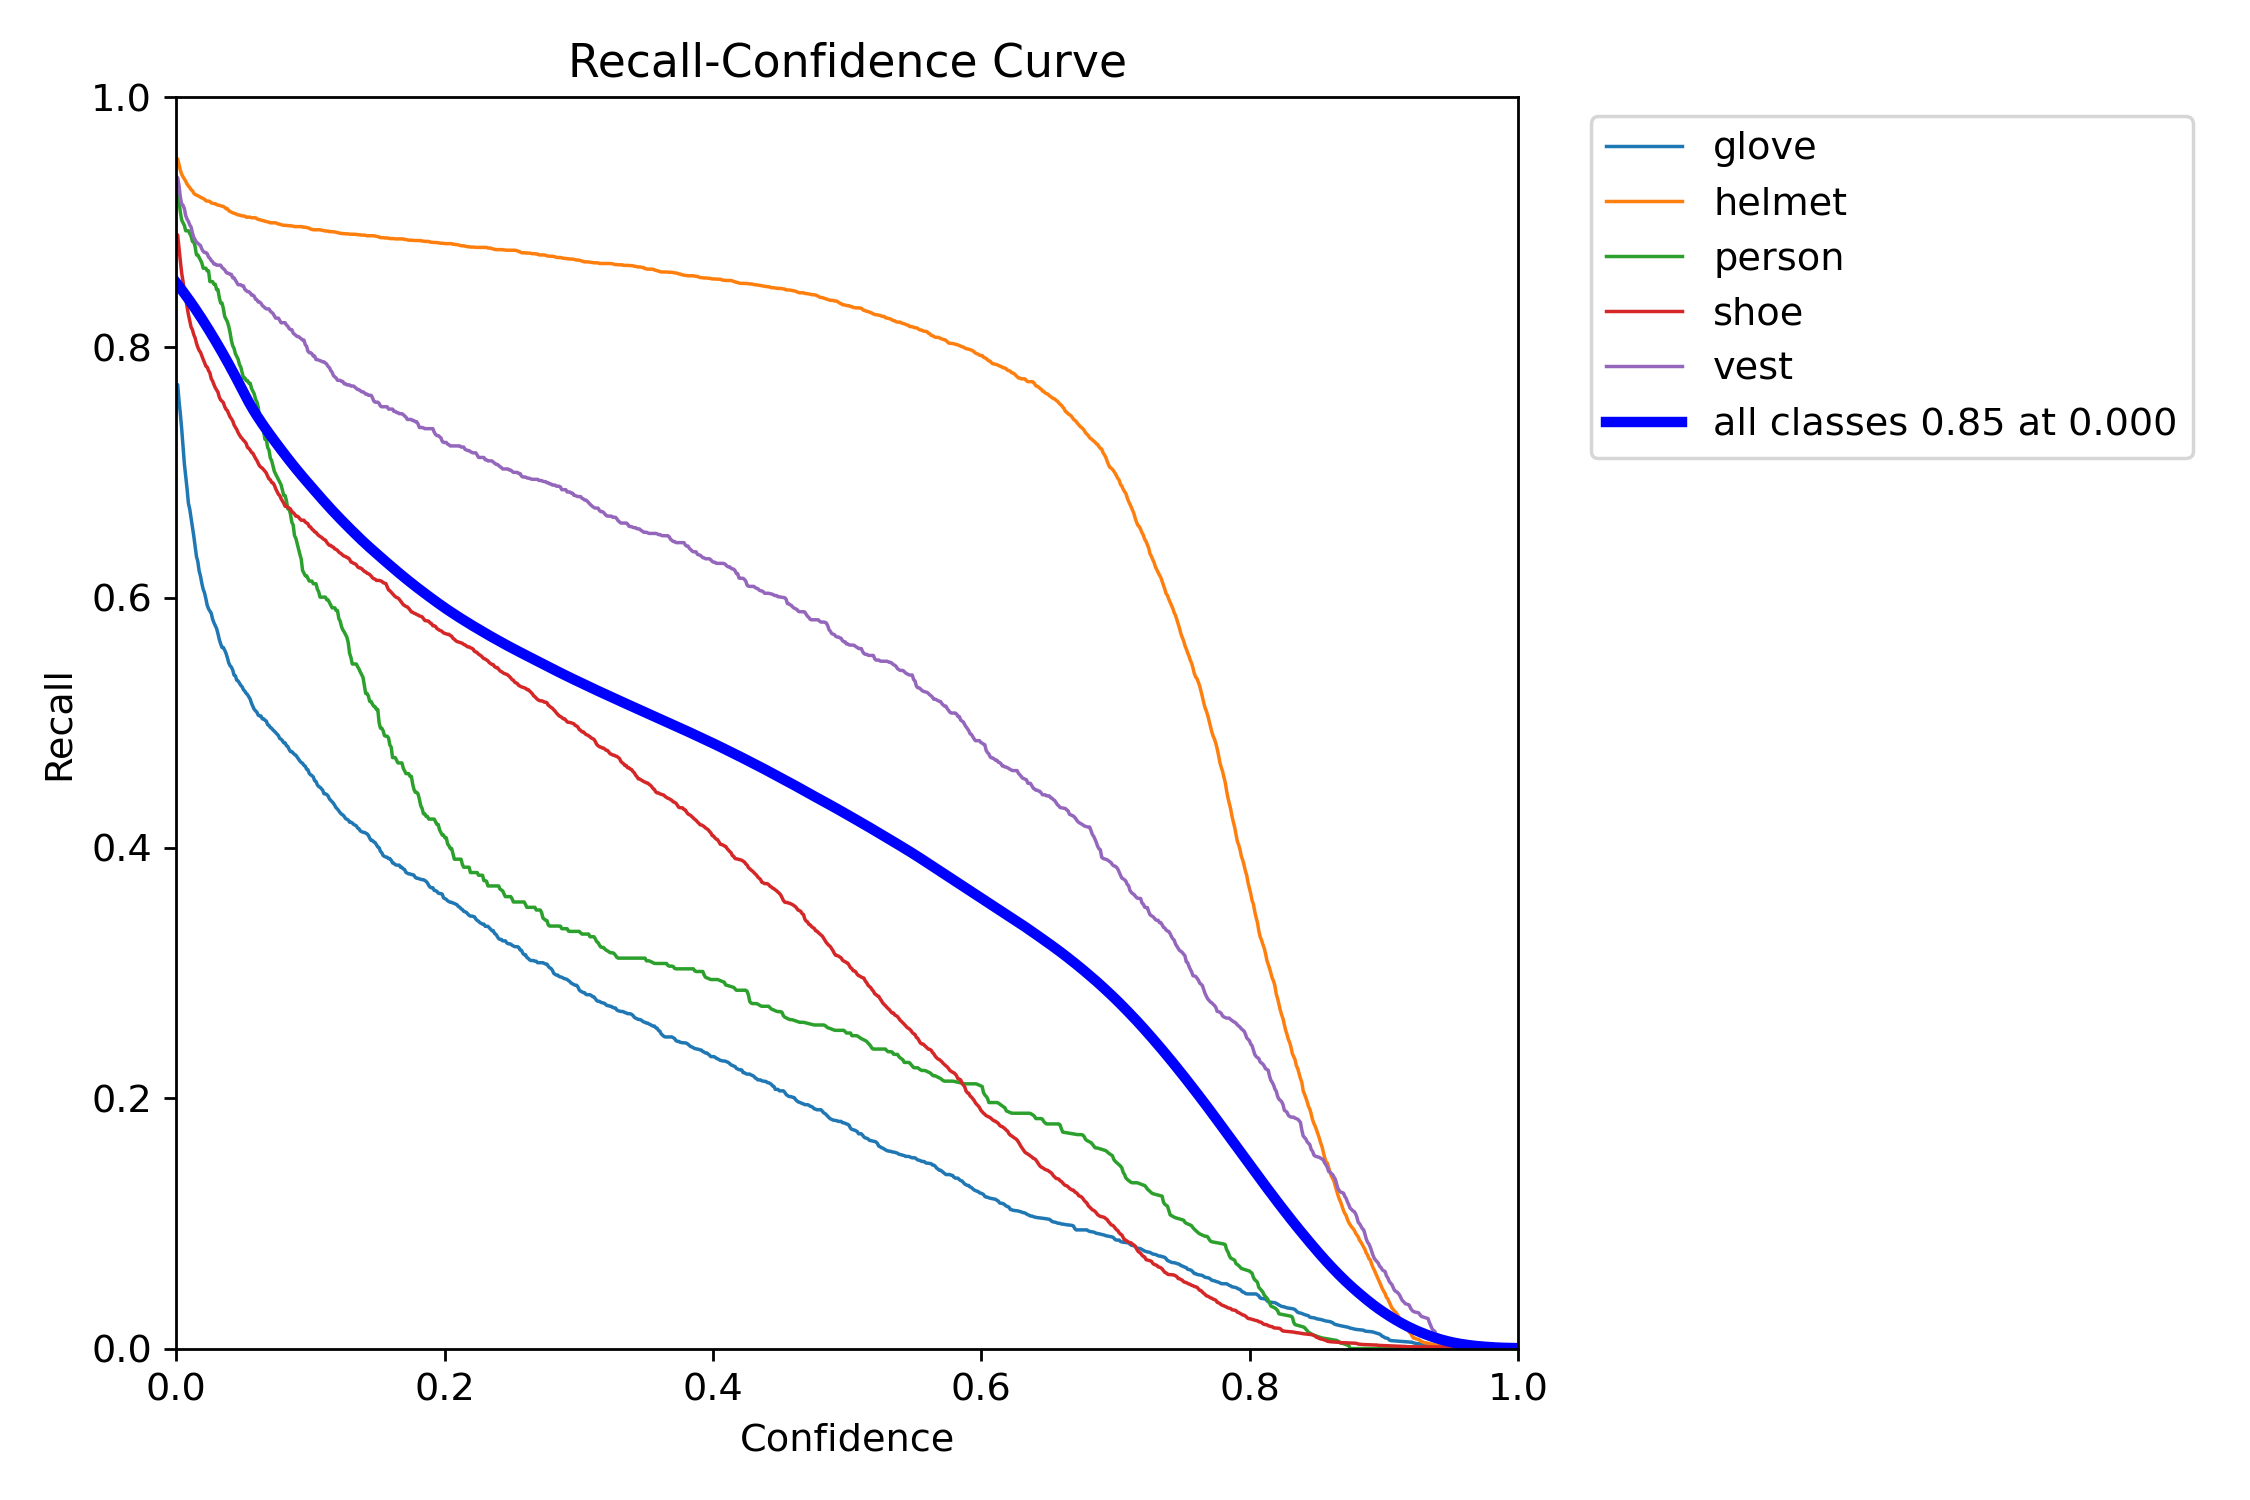 Recall-Confidence Curve
1.0
0.8
0.6
0.4
0.2
0.0
Recall
0.0 0.2 0.4 0.6 0.8 1.0
Confidence
glove
helmet
person
shoe
vest
all classes 0.85 at 0.000